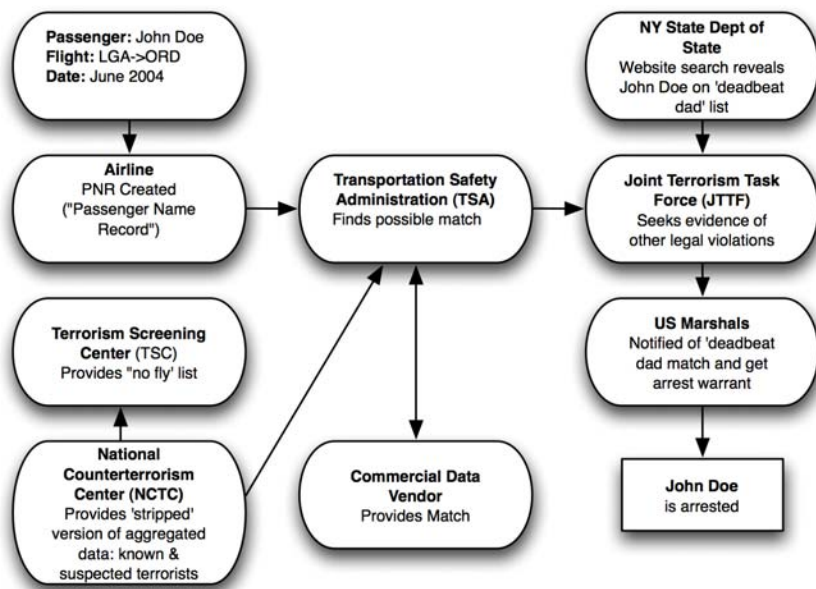 Passenger: John Doe
Flight: LGA->ORD
Date: June 2004
Airline
PNR Created
("Passenger Name
Record")
Terrorism Screening
Center (TSC)
Provides "no fly' list
National
Counterterrorism
Center (NCTC)
Provides 'stripped'
version of aggregated
data: known &
suspected terrorists
Transportation Safety
Administration (TSA)
Finds possible match
Commercial Data
Vendor
Provides Match
NY State Dept of
State
Website search reveals
John Doe on 'deadbeat
dad' list
Joint Terrorism Task
Force (JTTF)
Seeks evidence of
other legal violations
US Marshals
Notified of 'deadbeat
dad match and get
arrest warrant
John Doe
is arrested